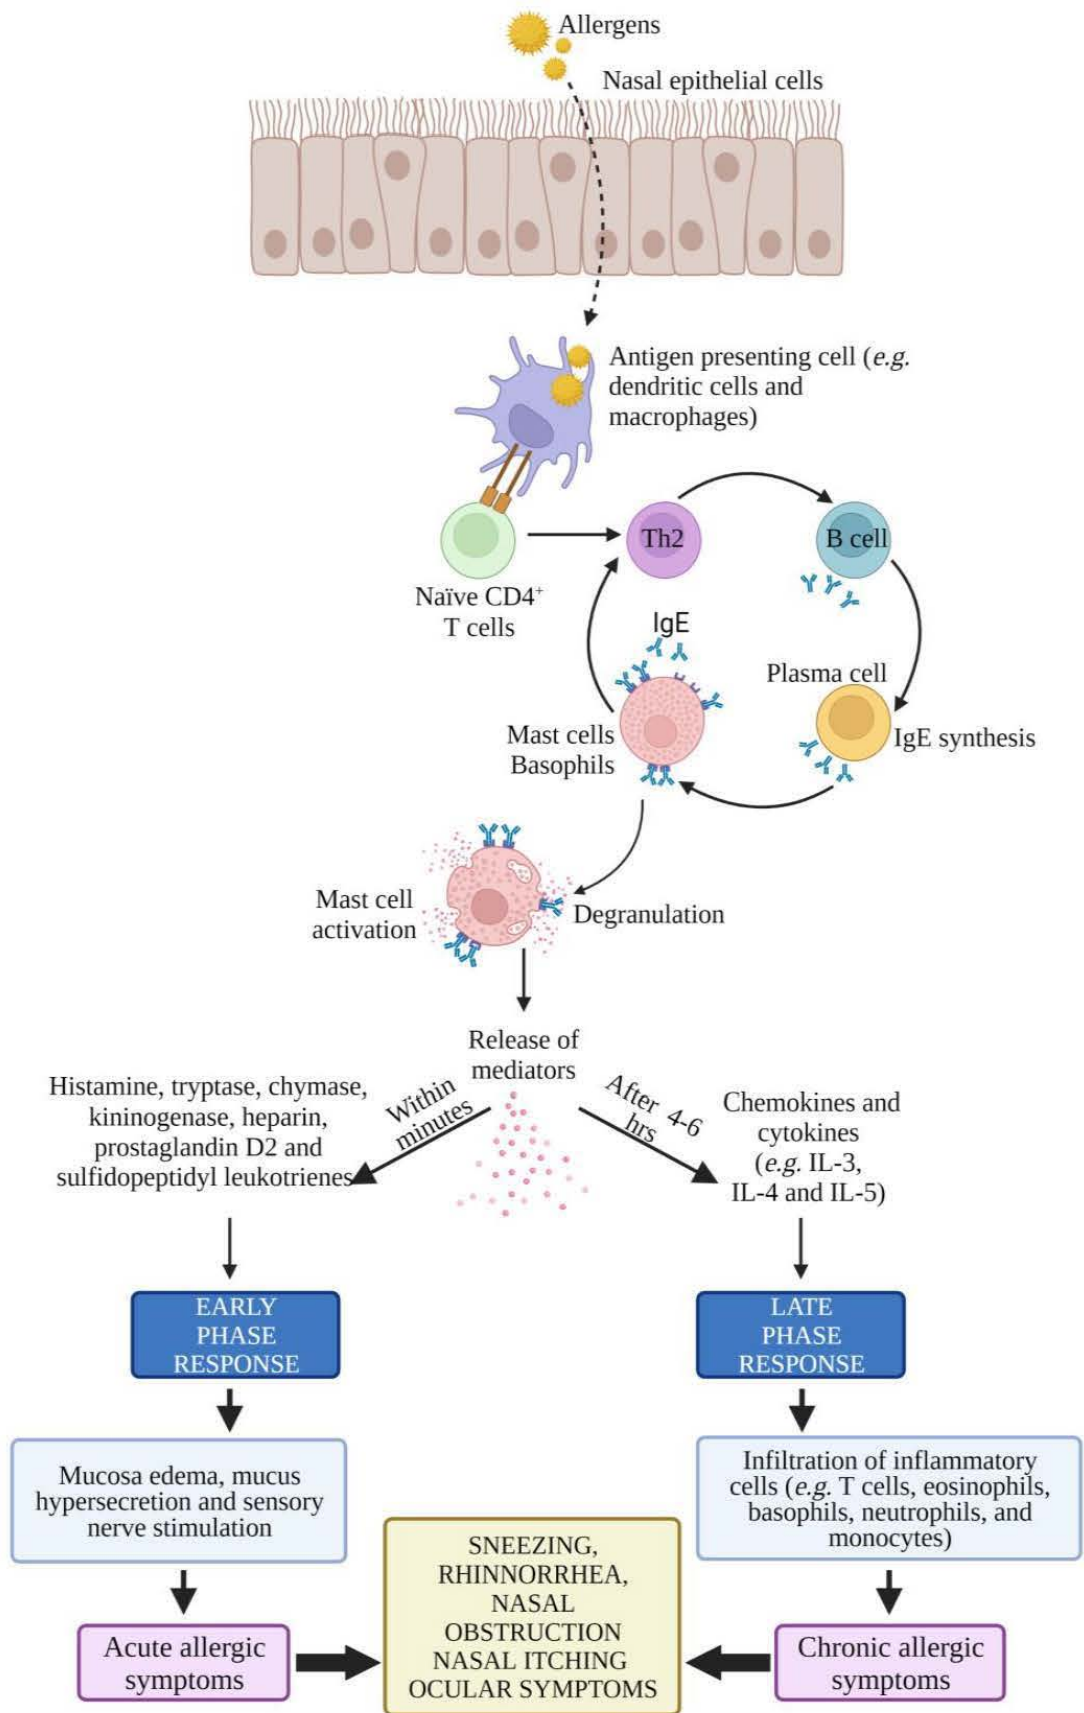 Allergens
Nasal epithelial cells
Antigen presenting cell (e.g.
dendritic cells and
macrophages)
Th2
B cell
Naïve CD4⁺
T cells
IgE
Plasma cell
IgE synthesis
Mast cells
Basophils
Mast cell
activation
Degranulation
Release of
mediators
Within
minutes
After 4-6
hrs
Histamine, tryptase, chymase,
kininogenase, heparin,
prostaglandin D2 and
sulfidopeptidyl leukotrienes
Chemokines and
cytokines
(e.g. IL-3,
IL-4 and IL-5)
EARLY
PHASE
RESPONSE
LATE
PHASE
RESPONSE
Mucosa edema, mucus
hypersecretion and sensory
nerve stimulation
Infiltration of inflammatory
cells (e.g. T cells, eosinophils,
basophils, neutrophils, and
monocytes)
SNEEZING,
RHINNORRHEA,
NASAL
OBSTRUCTION
NASAL ITCHING
OCULAR SYMPTOMS
Acute allergic
symptoms
Chronic allergic
symptoms